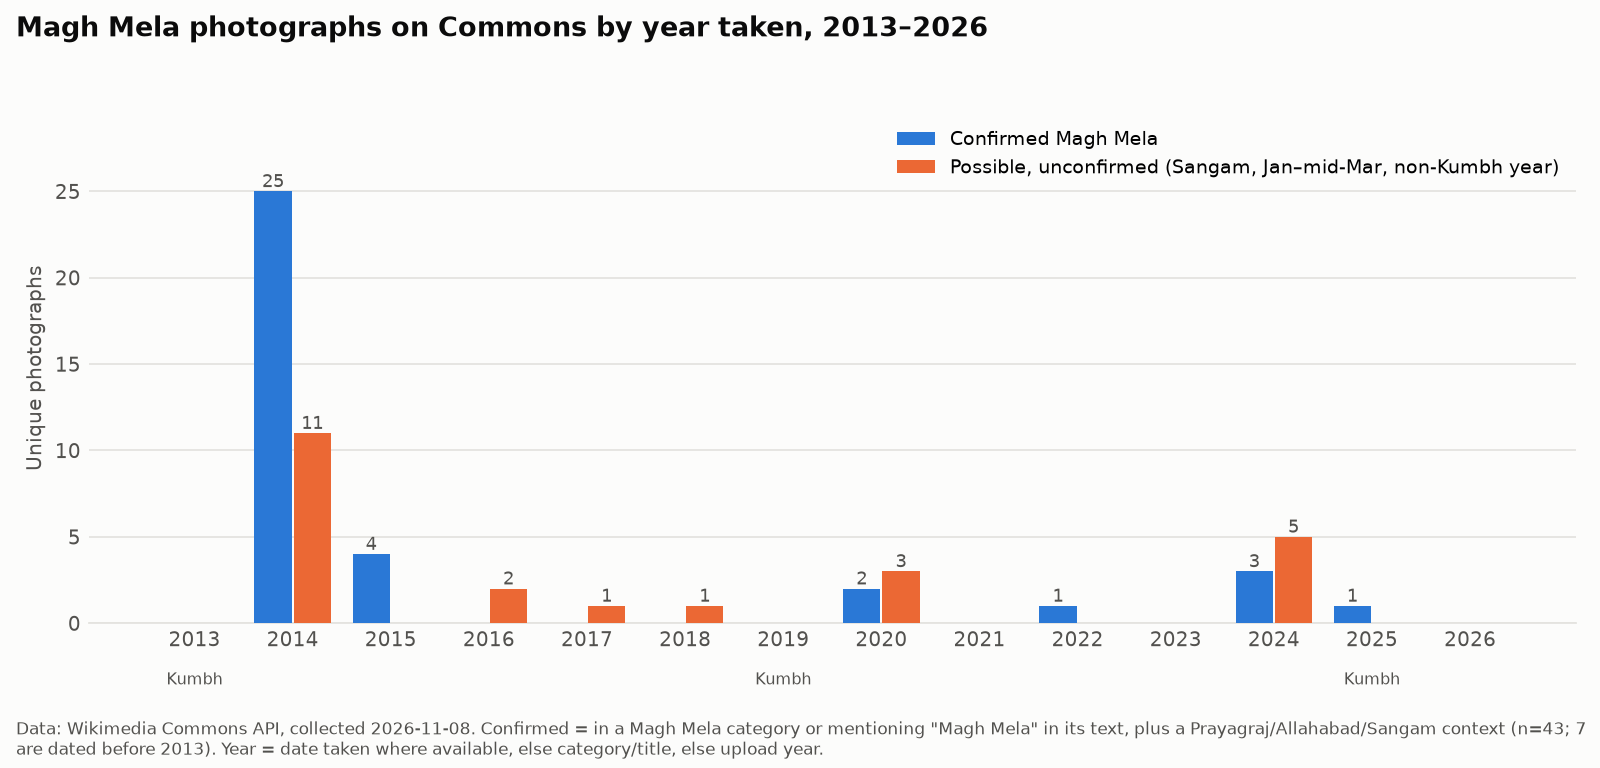 Magh Mela photographs on Commons by year taken, 2013–2026
Confirmed Magh Mela
Possible, unconfirmed (Sangam, Jan–mid-Mar, non-Kumbh year)
Unique photographs
25
20
15
10
5
0
25
11
4
2
1
1
2
3
1
3
5
1
2013 2014 2015 2016 2017 2018 2019 2020 2021 2022 2023 2024 2025 2026
Kumbh Kumbh Kumbh
Data: Wikimedia Commons API, collected 2026-11-08. Confirmed = in a Magh Mela category or mentioning "Magh Mela" in its text, plus a Prayagraj/Allahabad/Sangam context (n=43; 7
are dated before 2013). Year = date taken where available, else category/title, else upload year.